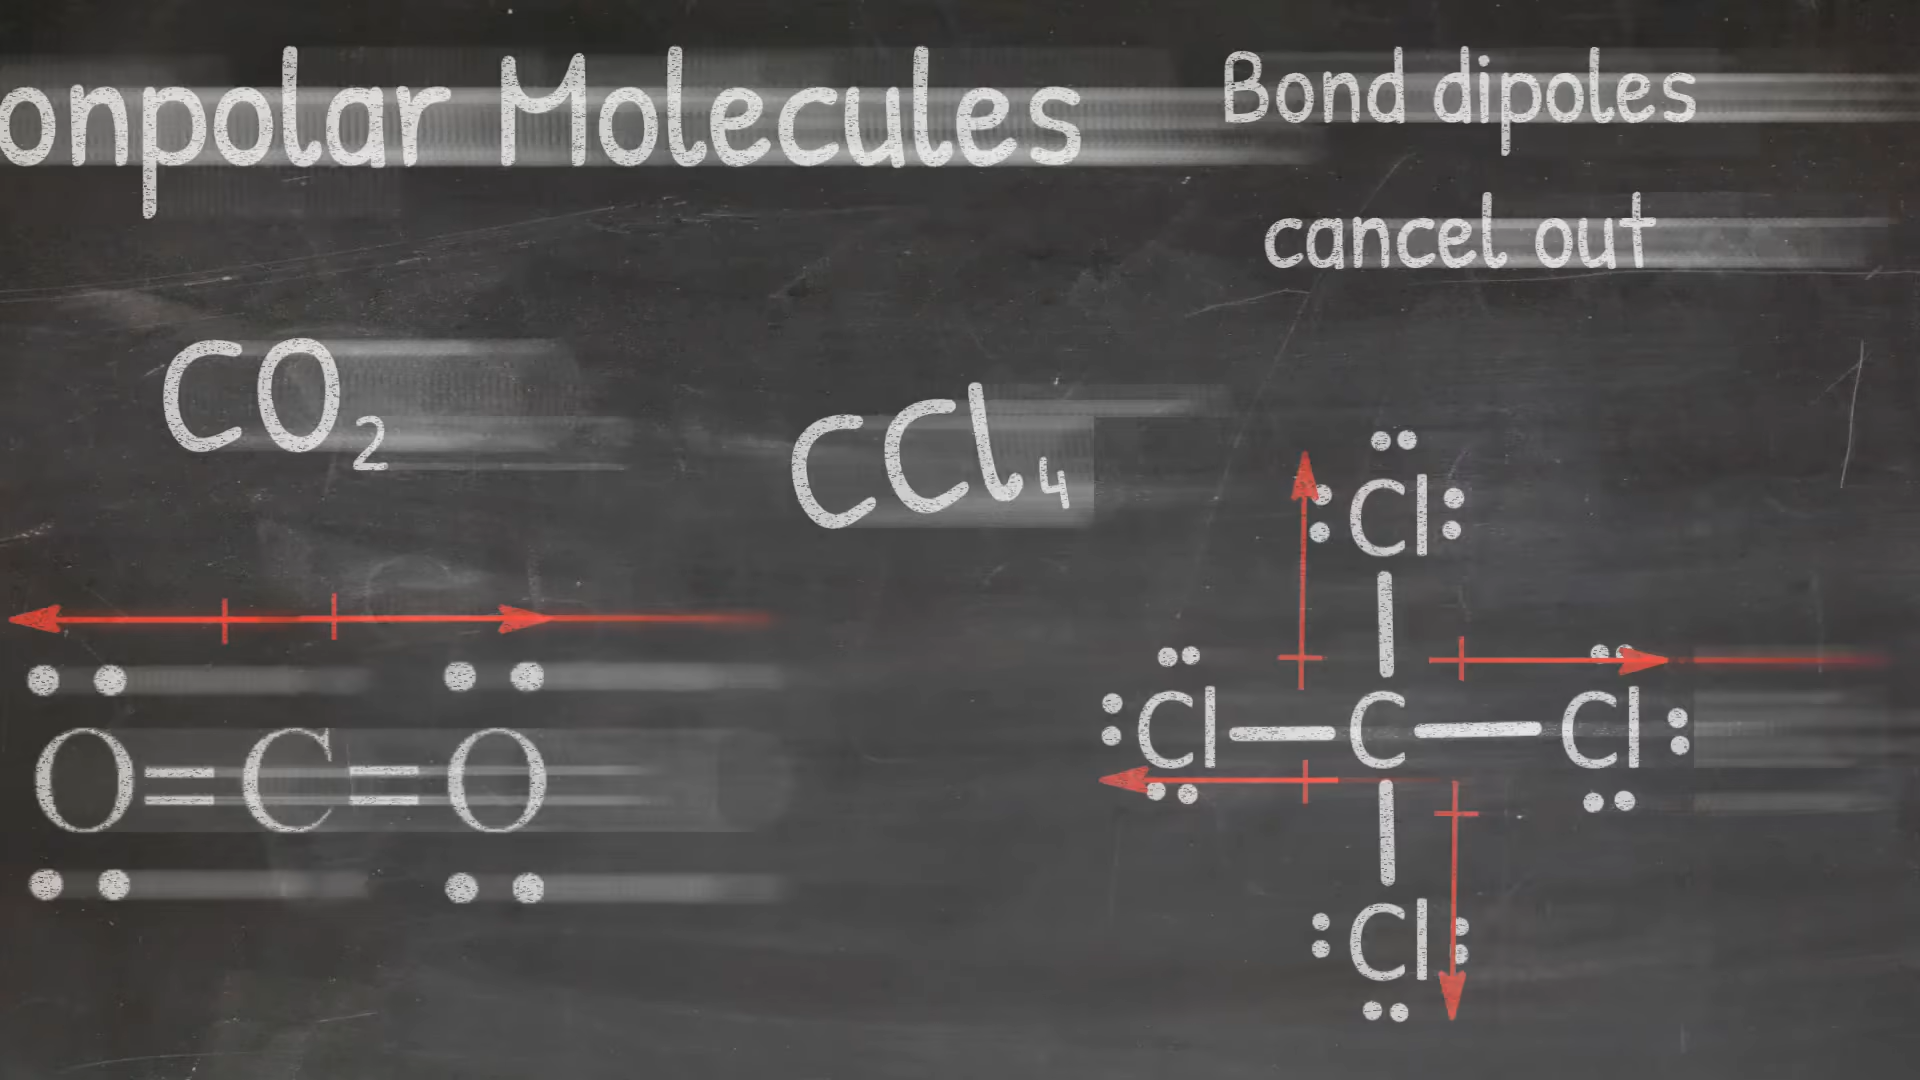 onpolar Molecules
Bond dipoles
cancel out
CO₂
CCl₄
O=C=O
Cl
Cl—C—Cl
Cl